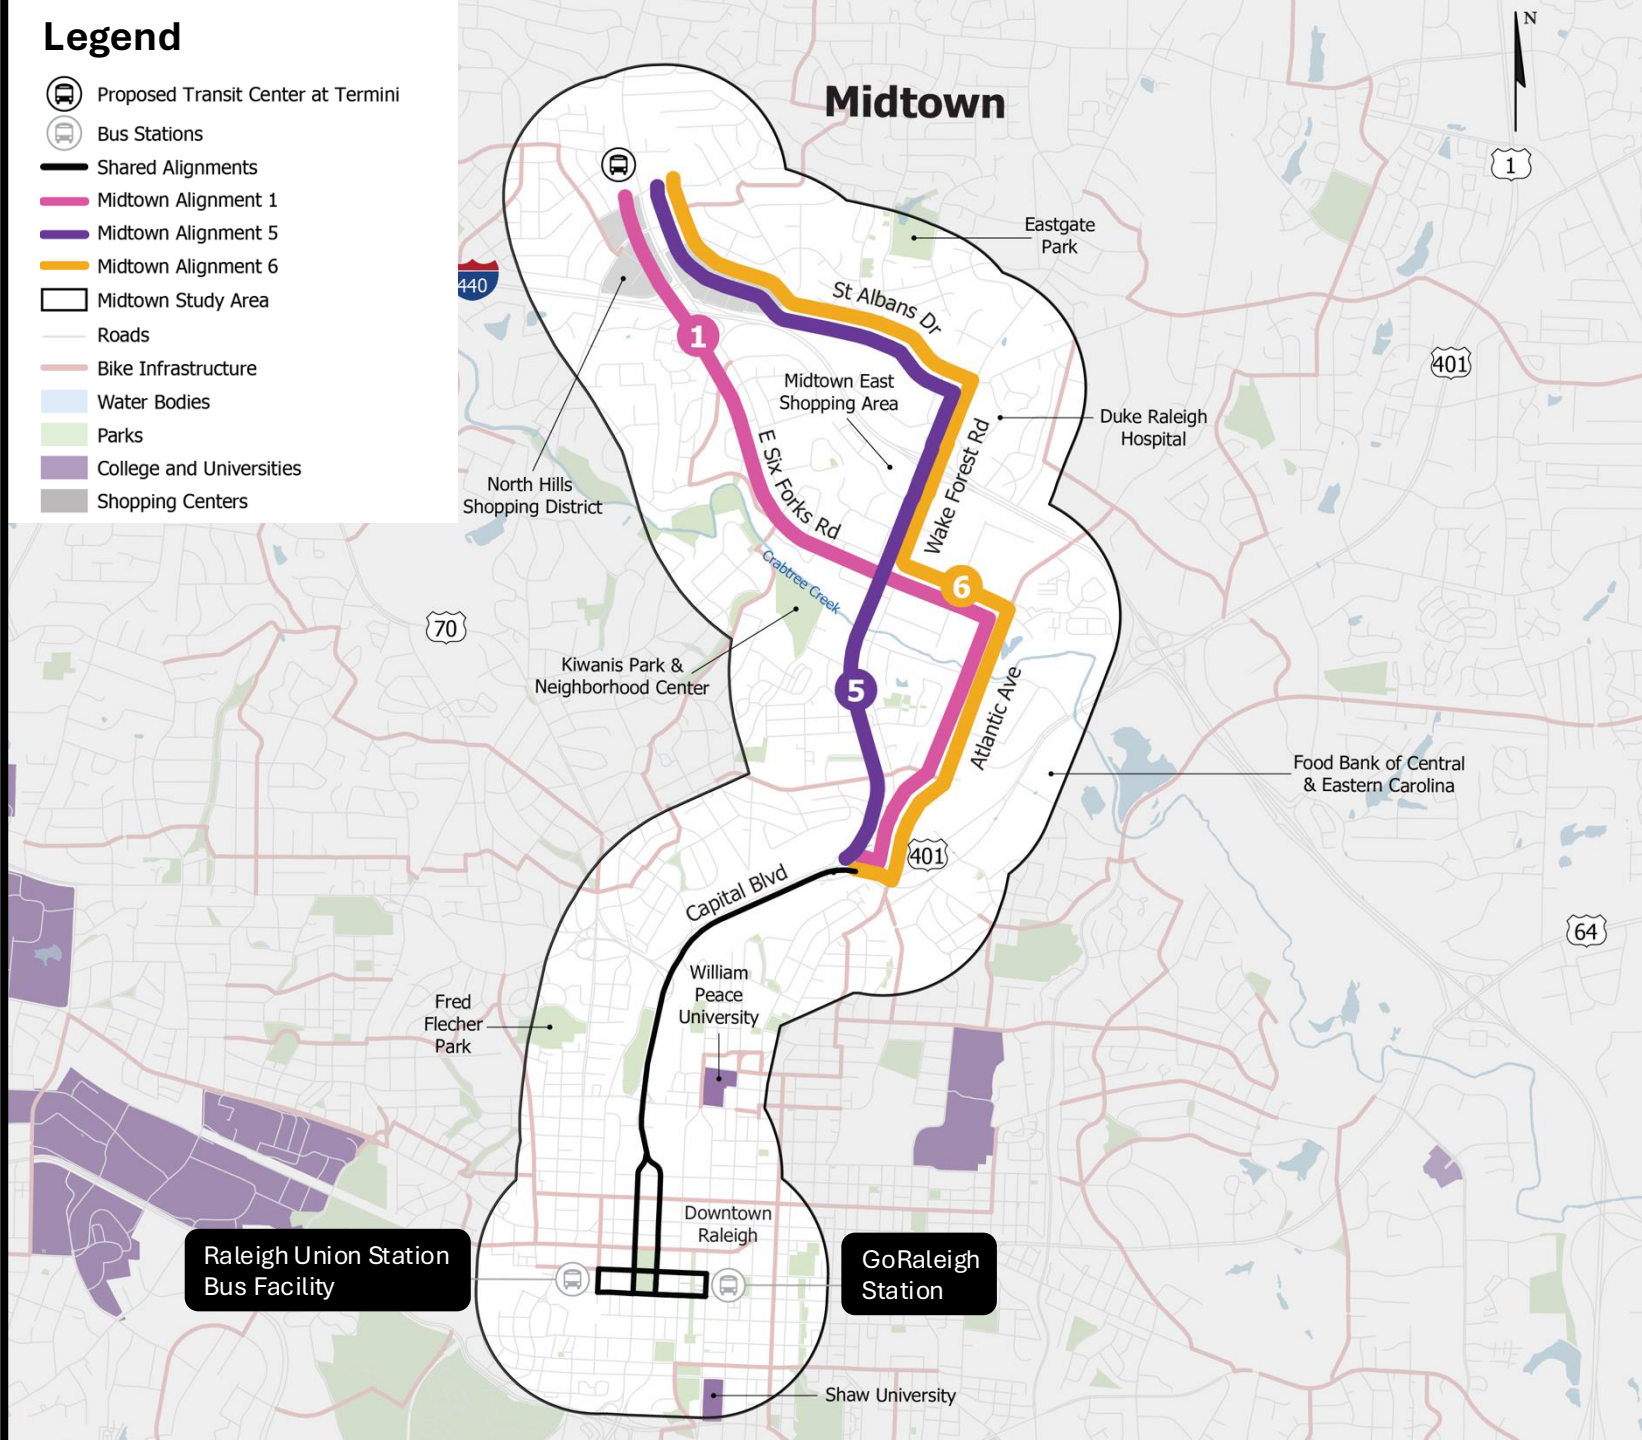 Legend
Proposed Transit Center at Termini
Bus Stations
Shared Alignments
Midtown Alignment 1
Midtown Alignment 5
Midtown Alignment 6
Midtown Study Area
Roads
Bike Infrastructure
Water Bodies
Parks
College and Universities
Shopping Centers
Midtown
N
1
440
Eastgate
Park
St Albans Dr
1
401
Midtown East
Shopping Area
Duke Raleigh
Hospital
E Six Forks Rd
Wake Forest Rd
North Hills
Shopping District
Crabtree Creek
6
70
Kiwanis Park &
Neighborhood Center
5
Atlantic Ave
Food Bank of Central
& Eastern Carolina
401
Capital Blvd
64
William
Peace
University
Fred
Flecher
Park
Downtown
Raleigh
Raleigh Union Station
Bus Facility
GoRaleigh
Station
Shaw University